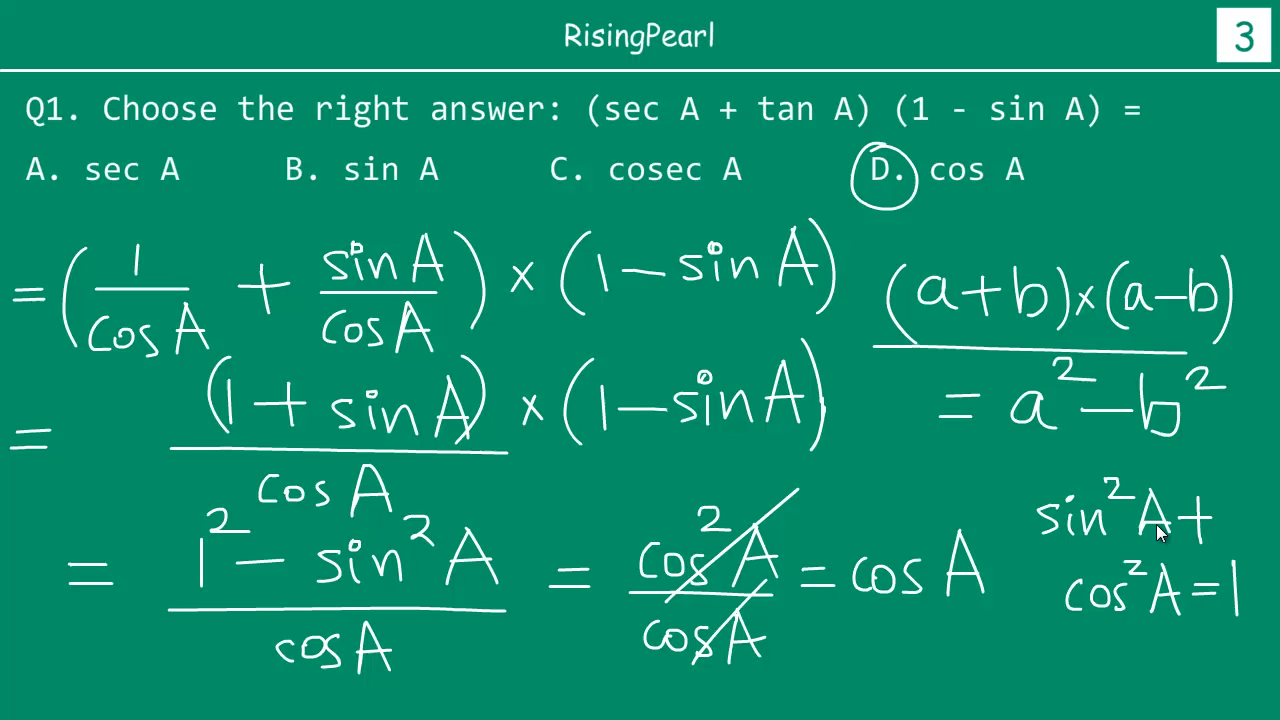 RisingPearl
3
Q1. Choose the right answer: (sec A + tan A) (1 - sin A) =
A. sec A B. sin A C. cosec A D. cos A
= (1/cos A + sin A/cos A) × (1 - sin A)
(a + b) × (a - b)
= (1 + sin A)/cos A × (1 - sin A)
= a² - b²
= 1² - sin² A/cos A = cos² A/cos A = cos A
sin² A +
cos² A = 1